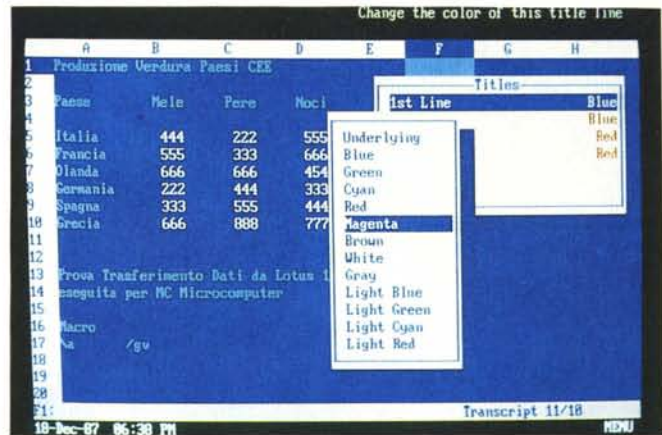 Change the color of this title line
A B C D E F G H
1 Produzione Verdura Paesi CEE
2 Titles
3 Paese Mele Pere Noci 1st Line Blue
4 Blue
5 Italia 444 222 555 Underlying Red
6 Francia 555 333 666 Blue Red
7 Olanda 666 666 454 Green
8 Germania 222 444 333 Cyan
9 Spagna 333 555 444 Red
10 Grecia 666 888 777 Magenta
11 Brown
12 White
13 Prova Trasferimento Dati da Lotus 1 Gray
14 eseguita per MC Microcomputer Light Blue
15 Light Green
16 Macro Light Cyan
17 \a /gv Light Red
18
19
20
F1: Transcript 11/10
18-Dec-87 06:38 PM MENU